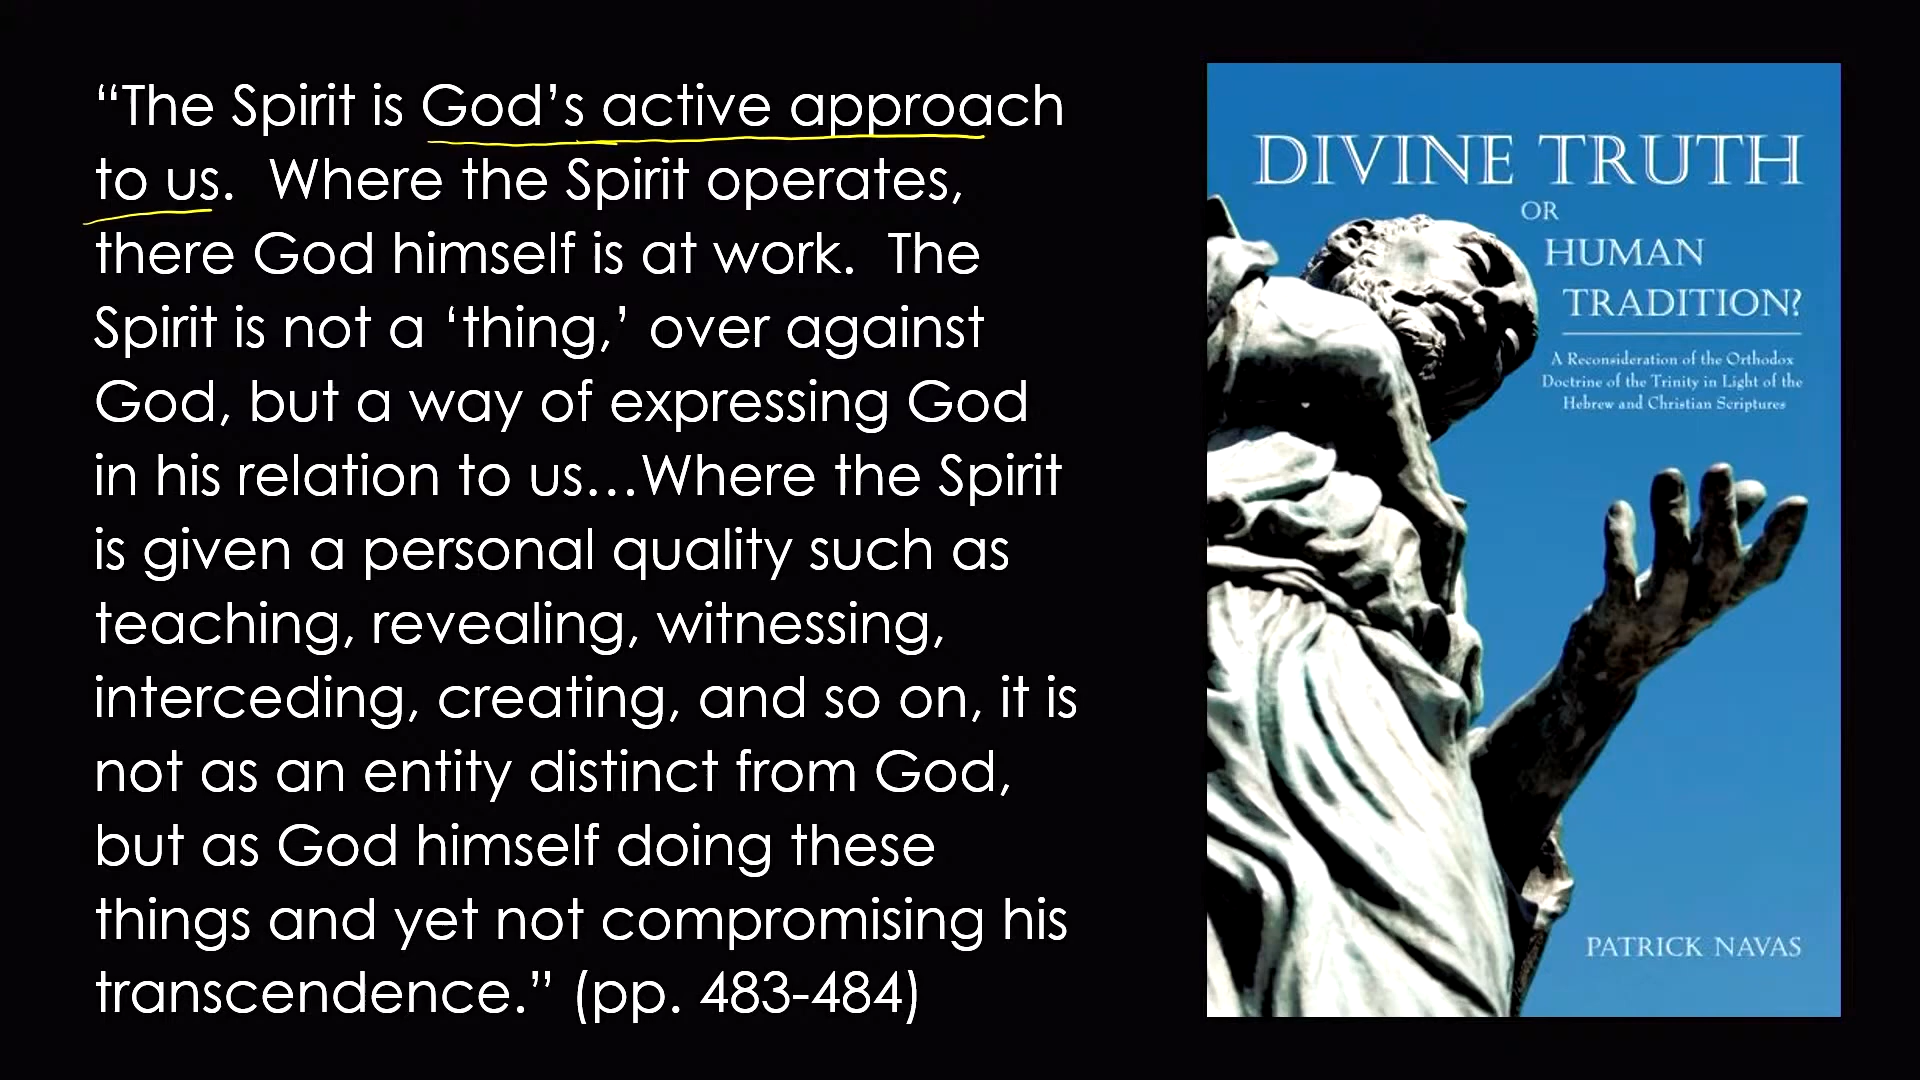 “The Spirit is God’s active approach
to us.  Where the Spirit operates,
there God himself is at work.  The
Spirit is not a ‘thing,’ over against
God, but a way of expressing God
in his relation to us…Where the Spirit
is given a personal quality such as
teaching, revealing, witnessing,
interceding, creating, and so on, it is
not as an entity distinct from God,
but as God himself doing these
things and yet not compromising his
transcendence.” (pp. 483-484)
DIVINE TRUTH
OR
HUMAN
TRADITION?
A Reconsideration of the Orthodox
Doctrine of the Trinity in Light of the
Hebrew and Christian Scriptures
PATRICK NAVAS